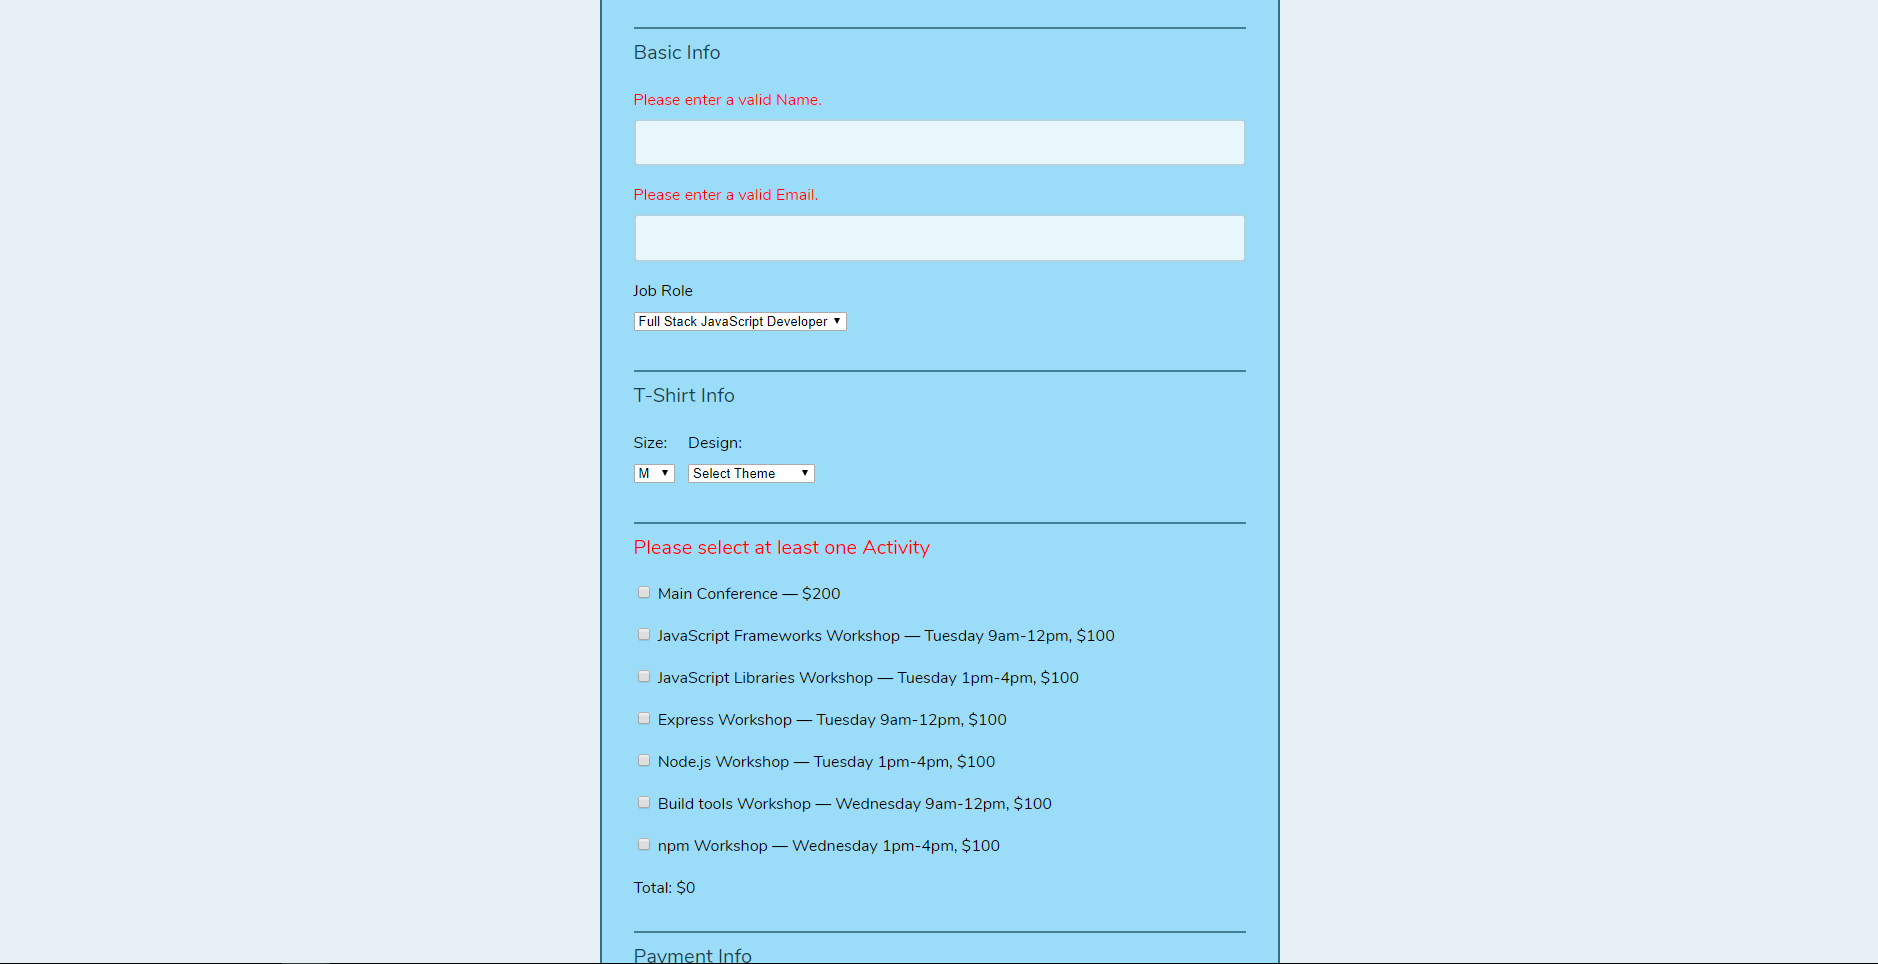 Basic Info
Please enter a valid Name.
Please enter a valid Email.
Job Role
Full Stack JavaScript Developer
T-Shirt Info
Size: Design:
M Select Theme
Please select at least one Activity
Main Conference — $200
JavaScript Frameworks Workshop — Tuesday 9am-12pm, $100
JavaScript Libraries Workshop — Tuesday 1pm-4pm, $100
Express Workshop — Tuesday 9am-12pm, $100
Node.js Workshop — Tuesday 1pm-4pm, $100
Build tools Workshop — Wednesday 9am-12pm, $100
npm Workshop — Wednesday 1pm-4pm, $100
Total: $0
Payment Info